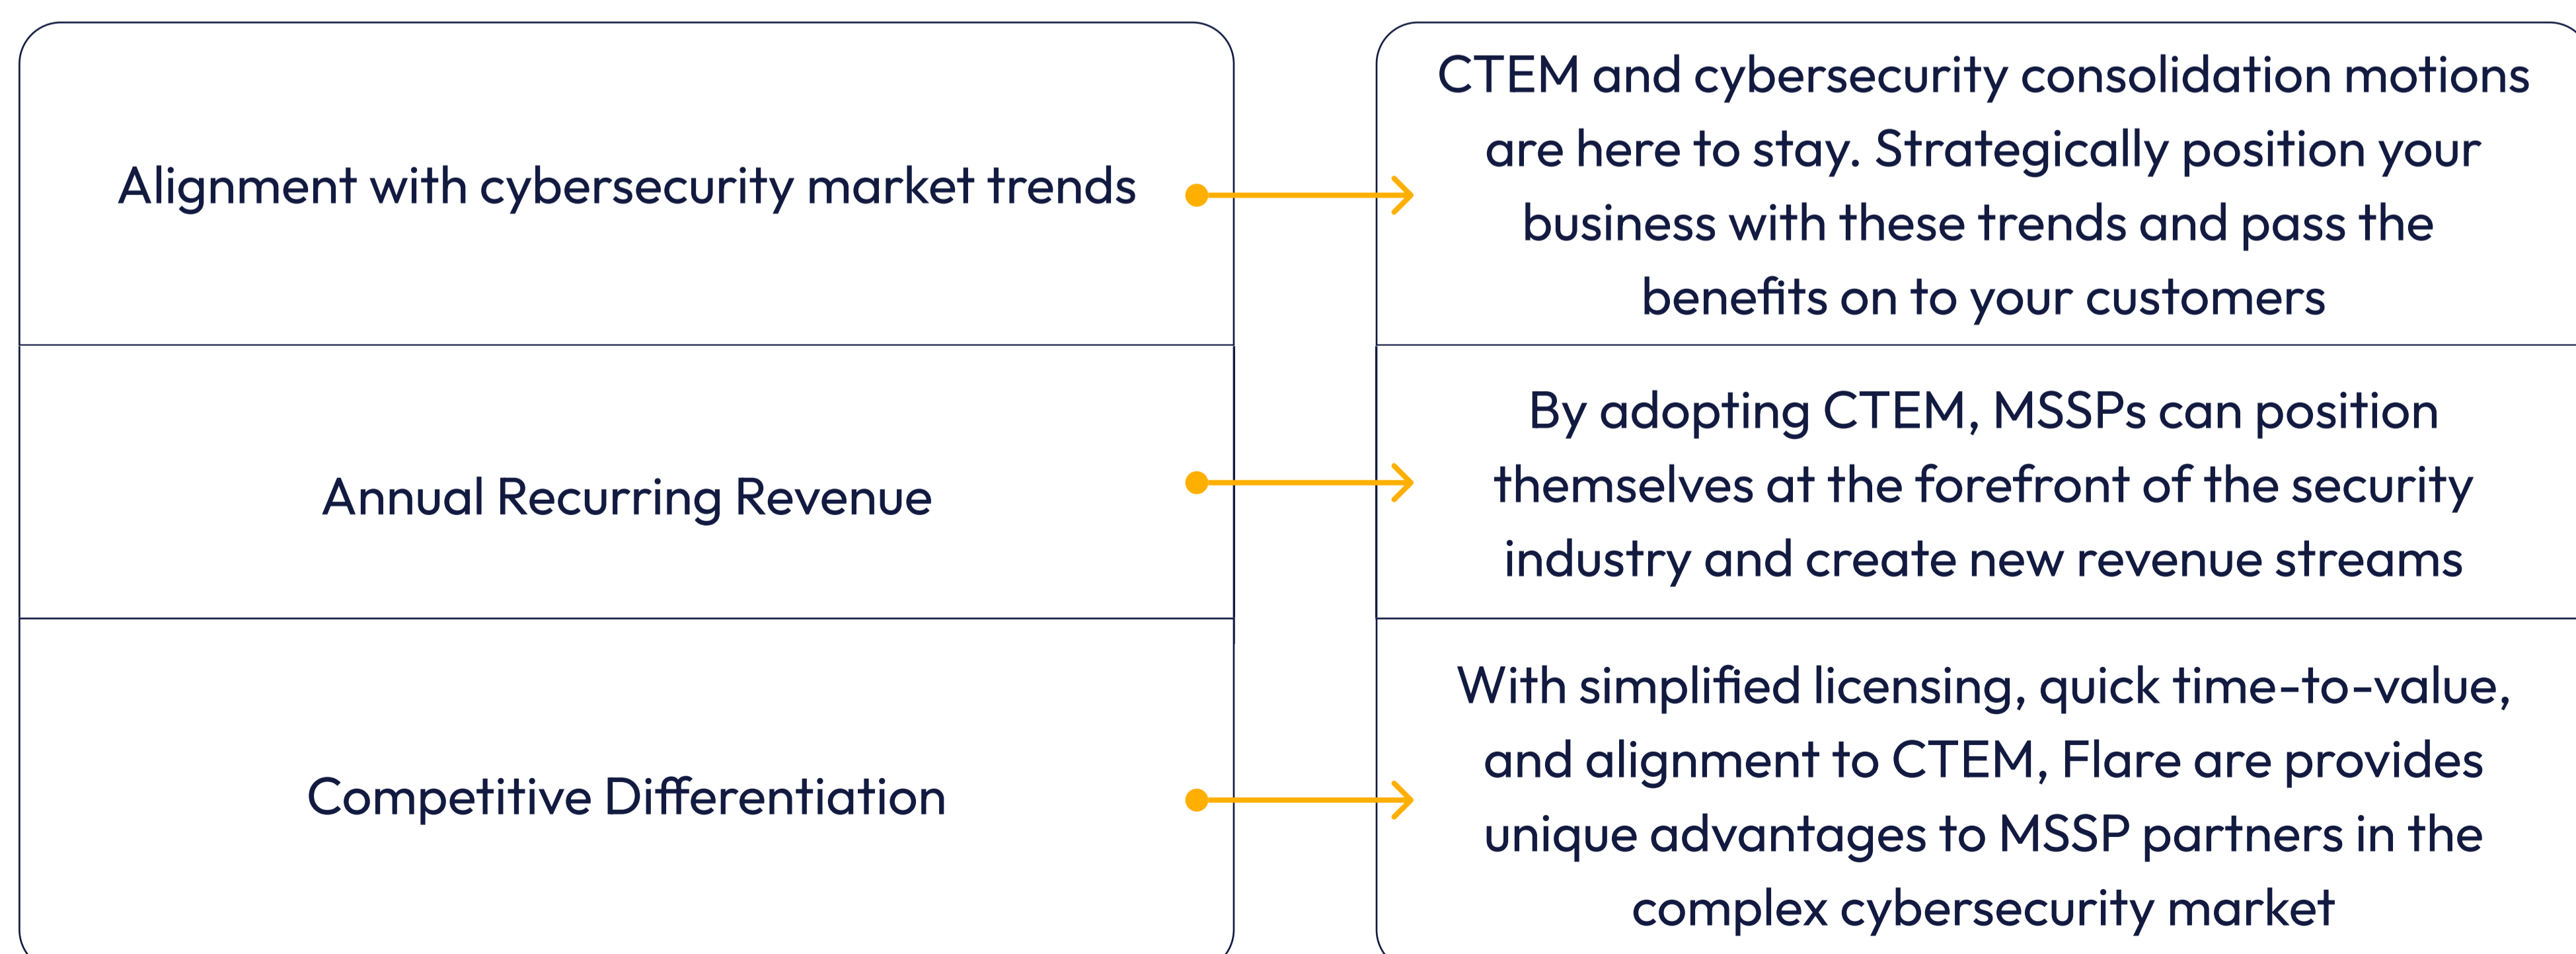 Alignment with cybersecurity market trends
CTEM and cybersecurity consolidation motions
are here to stay. Strategically position your
business with these trends and pass the
benefits on to your customers
Annual Recurring Revenue
By adopting CTEM, MSSPs can position
themselves at the forefront of the security
industry and create new revenue streams
Competitive Differentiation
With simplified licensing, quick time-to-value,
and alignment to CTEM, Flare are provides
unique advantages to MSSP partners in the
complex cybersecurity market